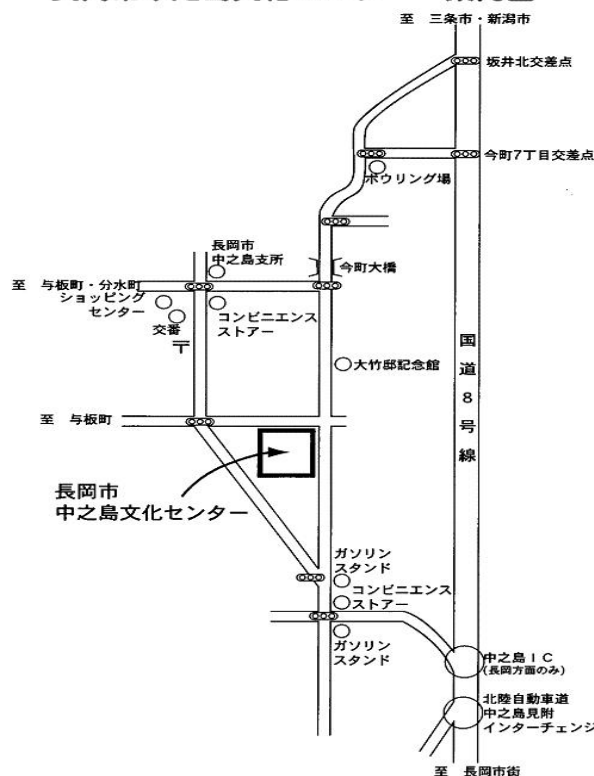 至 三条市・新潟市
坂井北交差点
今町7丁目交差点
ボウリング場
長岡市
中之島支所
今町大橋
至 与板町・分水町
ショッピング
センター
コンビニエンス
ストアー
交番
〒
大竹邸記念館
国道8号線
至 与板町
長岡市
中之島文化センター
ガソリン
スタンド
コンビニエンス
ストアー
ガソリン
スタンド
中之島IC
(長岡方面のみ)
北陸自動車道
中之島見附
インターチェンジ
至 長岡市街